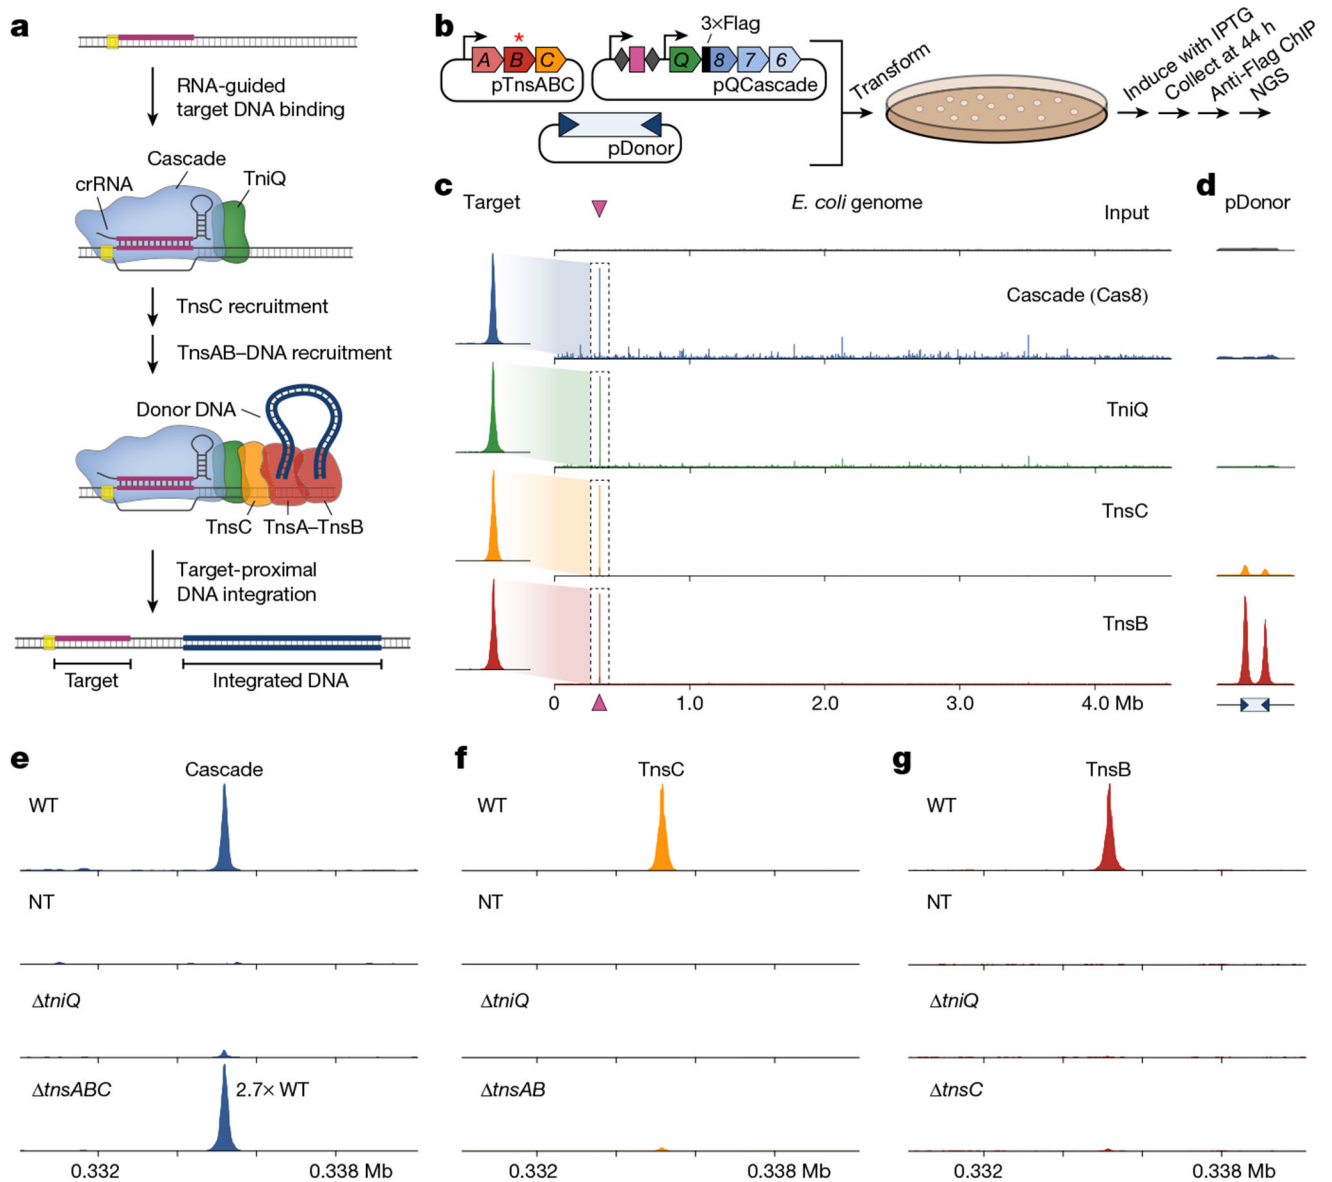 a
RNA-guided
target DNA binding
Cascade
crRNA
TniQ
TnsC recruitment
TnsAB–DNA recruitment
Donor DNA
TnsC
TnsA–TnsB
Target-proximal
DNA integration
Target
Integrated DNA
b
*
3×Flag
A
B
C
pTnsABC
Q
8
7
6
pQCascade
pDonor
Transform
Induce with IPTG
Collect at 44 h
Anti-Flag ChIP
NGS
c
Target
E. coli genome
Input
Cascade (Cas8)
TniQ
TnsC
TnsB
0
1.0
2.0
3.0
4.0 Mb
d
pDonor
e
Cascade
WT
NT
ΔtniQ
ΔtnsABC
2.7× WT
0.332
0.338 Mb
f
TnsC
WT
NT
ΔtniQ
ΔtnsAB
0.332
0.338 Mb
g
TnsB
WT
NT
ΔtniQ
ΔtnsC
0.332
0.338 Mb